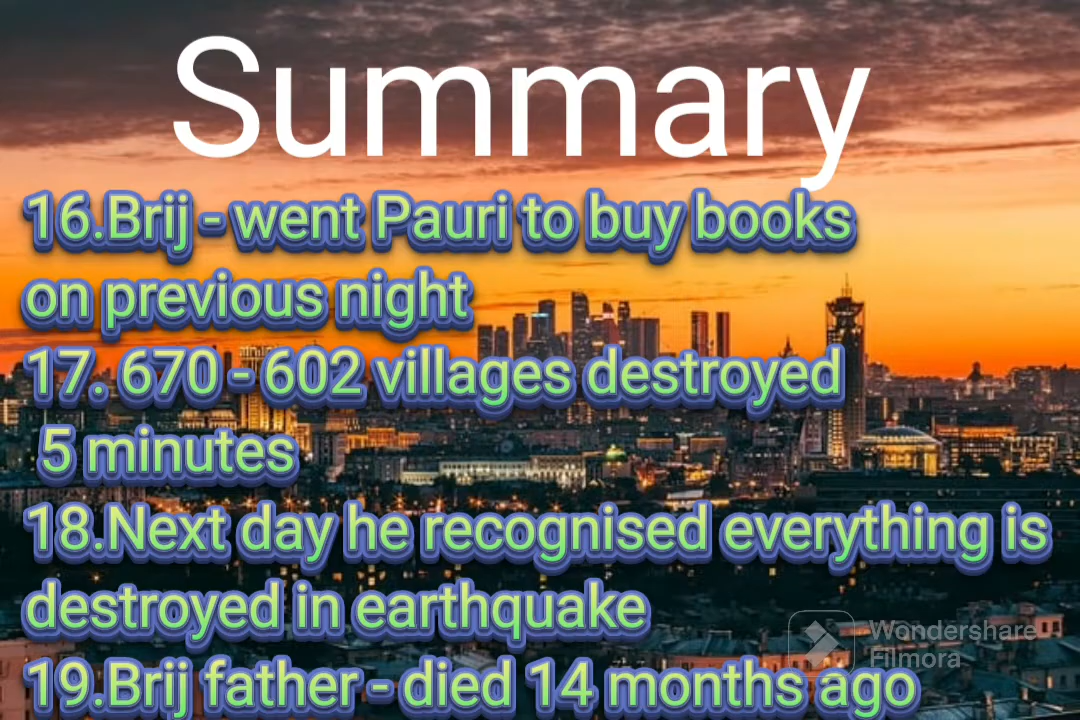 Summary
16.Brij - went Pauri to buy books
on previous night
17. 670 - 602 villages destroyed
5 minutes
18.Next day he recognised everything is
destroyed in earthquake
Wondershare
Filmora
19.Brij father - died 14 months ago